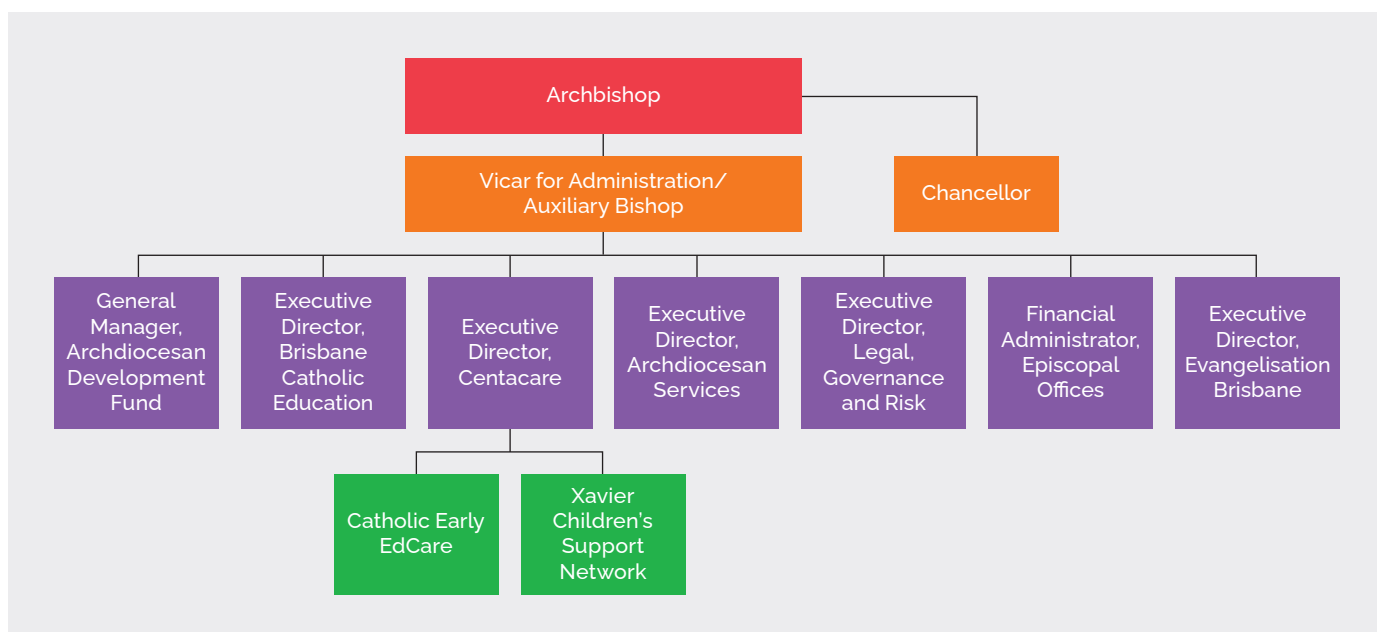 Archbishop
Vicar for Administration/
Auxiliary Bishop
Chancellor
General
Manager,
Archdiocesan
Development
Fund
Executive
Director,
Brisbane
Catholic
Education
Executive
Director,
Centacare
Executive
Director,
Archdiocesan
Services
Executive
Director,
Legal,
Governance
and Risk
Financial
Administrator,
Episcopal
Offices
Executive
Director,
Evangelisation
Brisbane
Catholic Early
EdCare
Xavier
Children’s
Support
Network